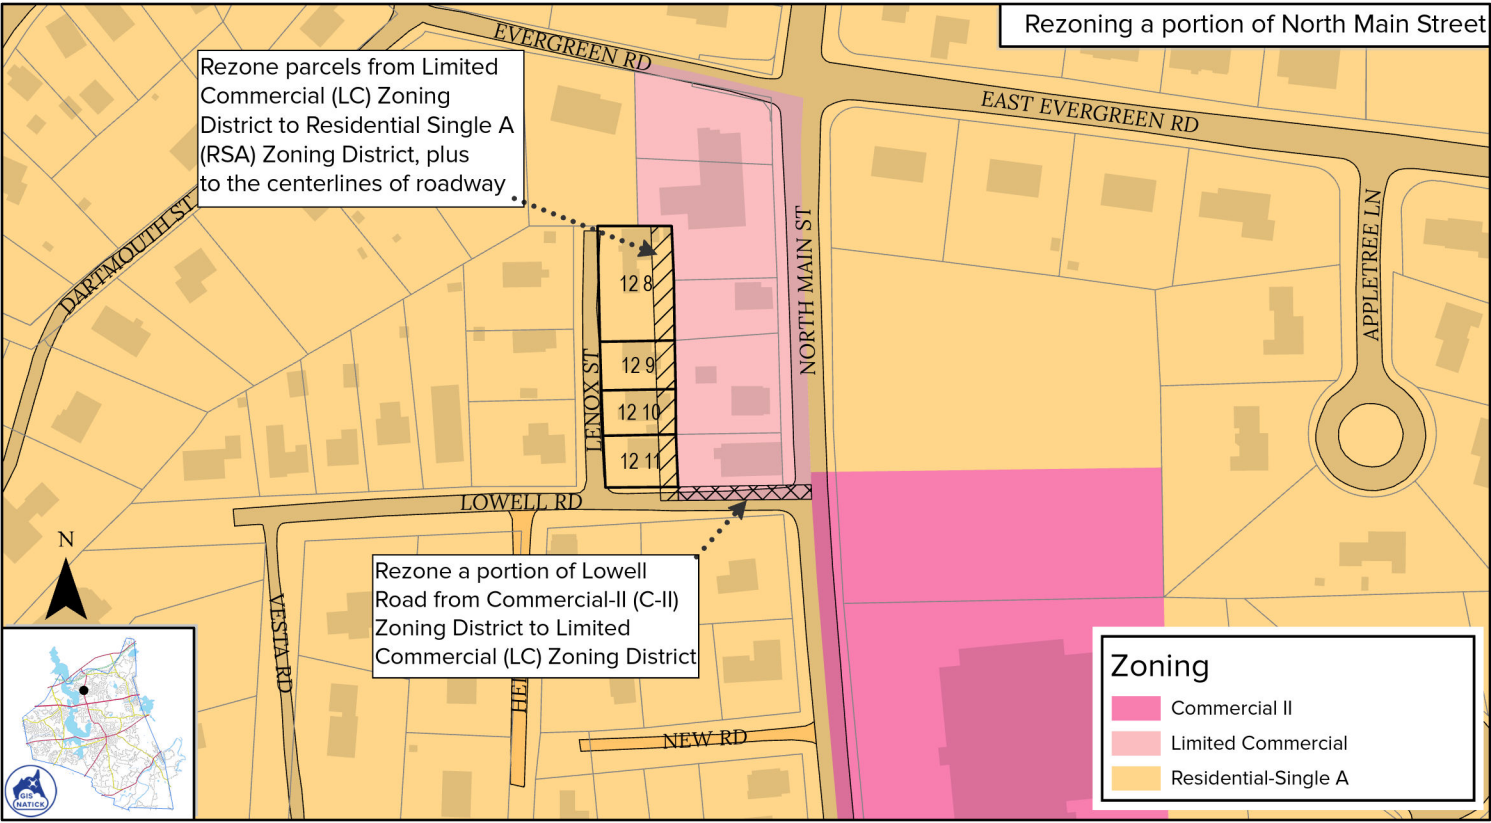 Rezoning a portion of North Main Street
EVERGREEN RD
Rezone parcels from Limited
Commercial (LC) Zoning
District to Residential Single A
(RSA) Zoning District, plus
to the centerlines of roadway
EAST EVERGREEN RD
DARTMOUTH ST
NORTH MAIN ST
APPLETREE LN
12 8
12 9
12 10
12 11
LENOX ST
LOWELL RD
N
Rezone a portion of Lowell
Road from Commercial-II (C-II)
Zoning District to Limited
Commercial (LC) Zoning District
VESTA RD
NEW RD
Zoning
Commercial II
Limited Commercial
Residential-Single A
GIS
NATICK